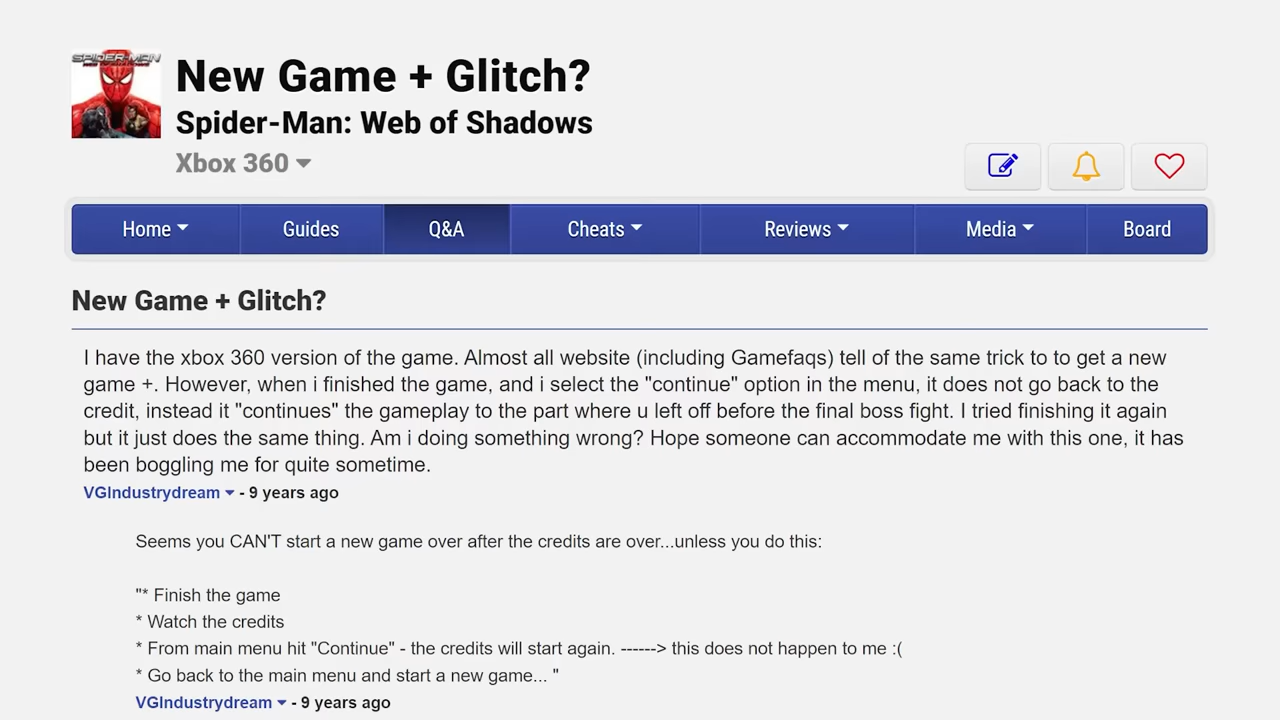 SPIDER-MAN
New Game + Glitch?
Spider-Man: Web of Shadows
Xbox 360
Home
Guides
Q&A
Cheats
Reviews
Media
Board
New Game + Glitch?
I have the xbox 360 version of the game. Almost all website (including Gamefaqs) tell of the same trick to to get a new
game +. However, when i finished the game, and i select the "continue" option in the menu, it does not go back to the
credit, instead it "continues" the gameplay to the part where u left off before the final boss fight. I tried finishing it again
but it just does the same thing. Am i doing something wrong? Hope someone can accommodate me with this one, it has
been boggling me for quite sometime.
VGIndustrydream - 9 years ago
Seems you CAN'T start a new game over after the credits are over...unless you do this:
"* Finish the game
* Watch the credits
* From main menu hit "Continue" - the credits will start again. ------> this does not happen to me :(
* Go back to the main menu and start a new game... "
VGIndustrydream - 9 years ago